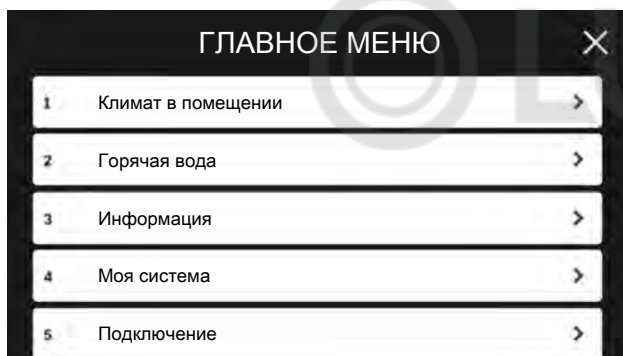 ГЛАВНОЕ МЕНЮ
1 Климат в помещении
2 Горячая вода
3 Информация
4 Моя система
5 Подключение